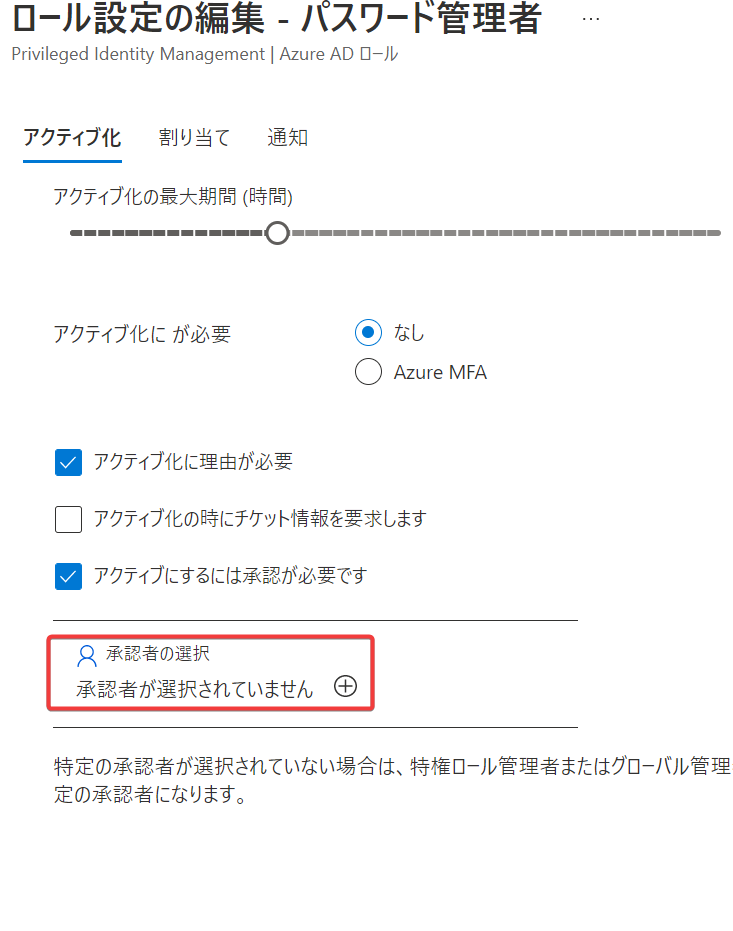 ロール設定の編集 - パスワード管理者 …
Privileged Identity Management | Azure AD ロール
アクティブ化 割り当て 通知
アクティブ化の最大期間 (時間)
アクティブ化に が必要
なし
Azure MFA
アクティブ化に理由が必要
アクティブ化の時にチケット情報を要求します
アクティブにするには承認が必要です
承認者の選択
承認者が選択されていません
特定の承認者が選択されていない場合は、特権ロール管理者またはグローバル管理
定の承認者になります。